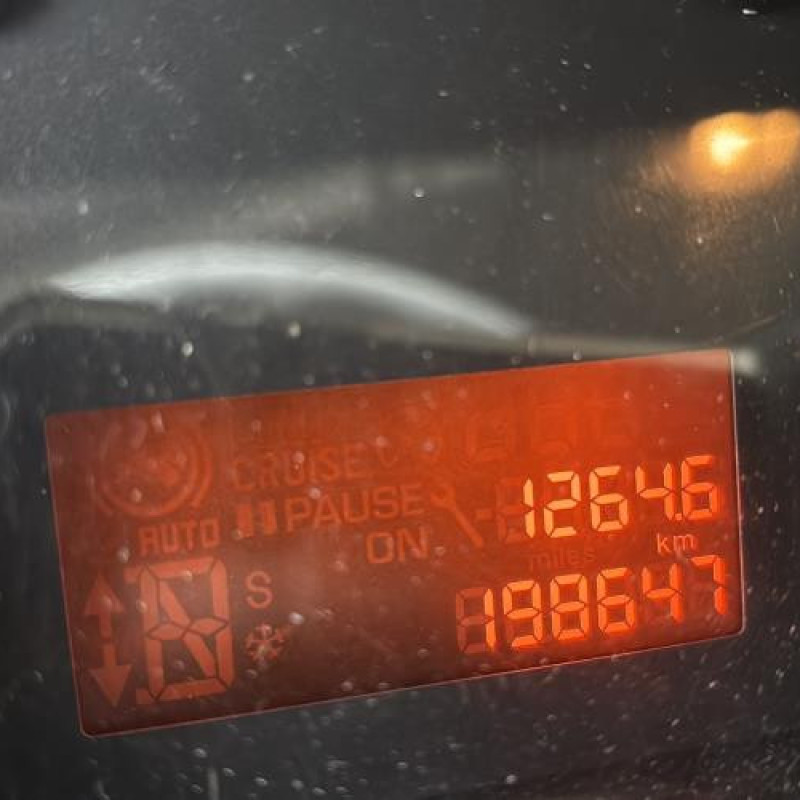 CRUISE
PAUSE 1264.6
AUTO ON miles km
S 198647